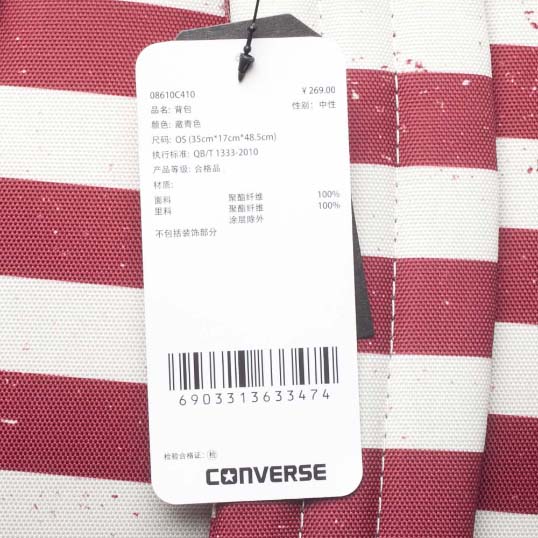 08610C410 ¥ 269.00
品名: 背包 性别: 中性
颜色: 藏青色
尺码: OS (35cm*17cm*48.5cm)
执行标准: QB/T 1333-2010
产品等级: 合格品
材质:
面料 聚酯纤维 100%
里料 聚酯纤维 100%
涂层除外
不包括装饰部分
6903313633474
检验合格证: 检
CONVERSE